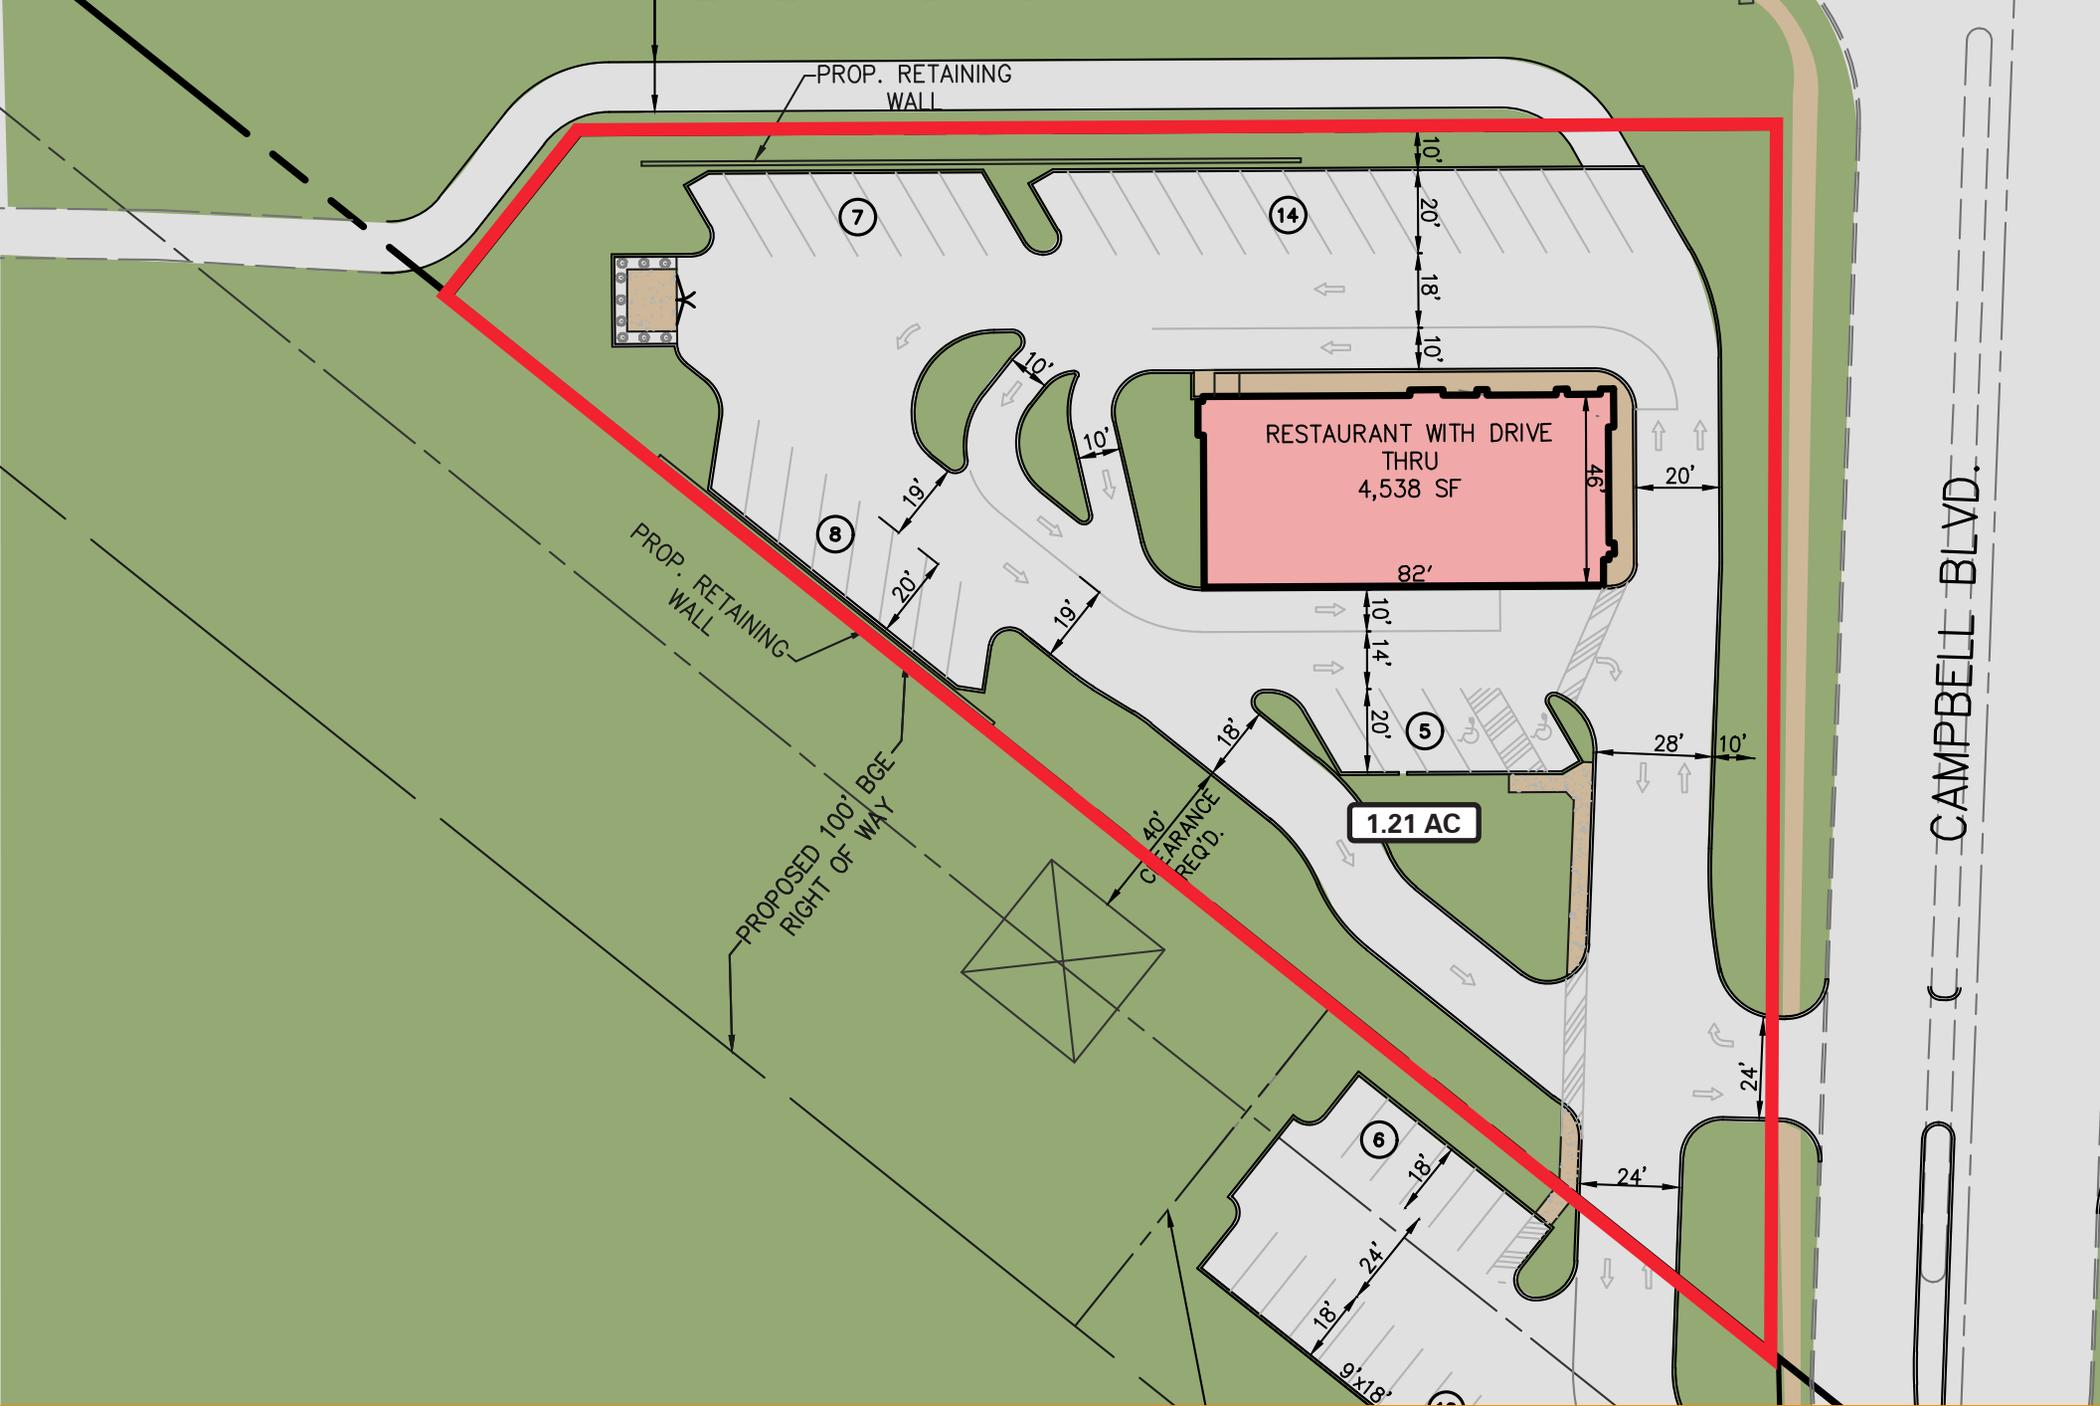 PROP. RETAINING
WALL
10'
7
14
20'
18'
10'
10'
10'
RESTAURANT WITH DRIVE
THRU
4,538 SF
46'
82'
20'
19'
8
20'
19'
PROP. RETAINING
WALL
10'
14'
20'
5
18'
28'
10'
CAMPBELL BLVD.
1.21 AC
40'
CLEARANCE
REQ'D.
PROPOSED 100' BGE
RIGHT OF WAY
24'
24'
6
18'
24'
18'
9'x18'